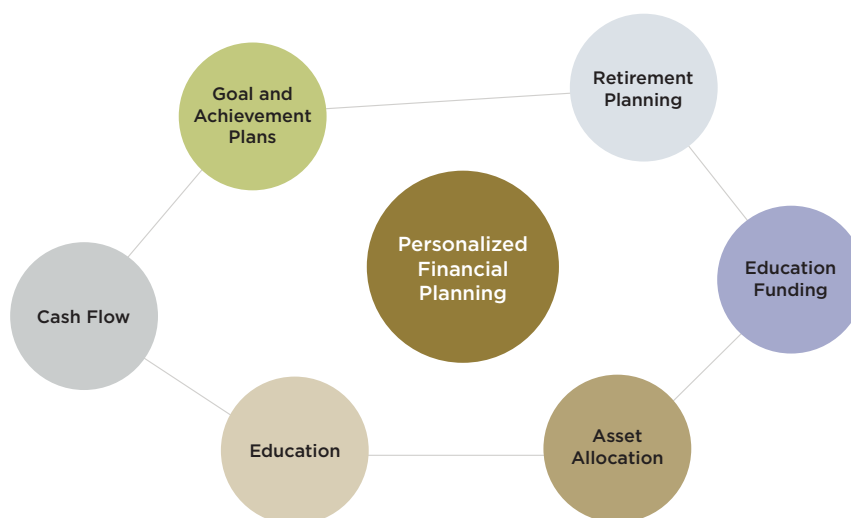 Goal and
Achievement
Plans
Retirement
Planning
Personalized
Financial
Planning
Education
Funding
Cash Flow
Education
Asset
Allocation